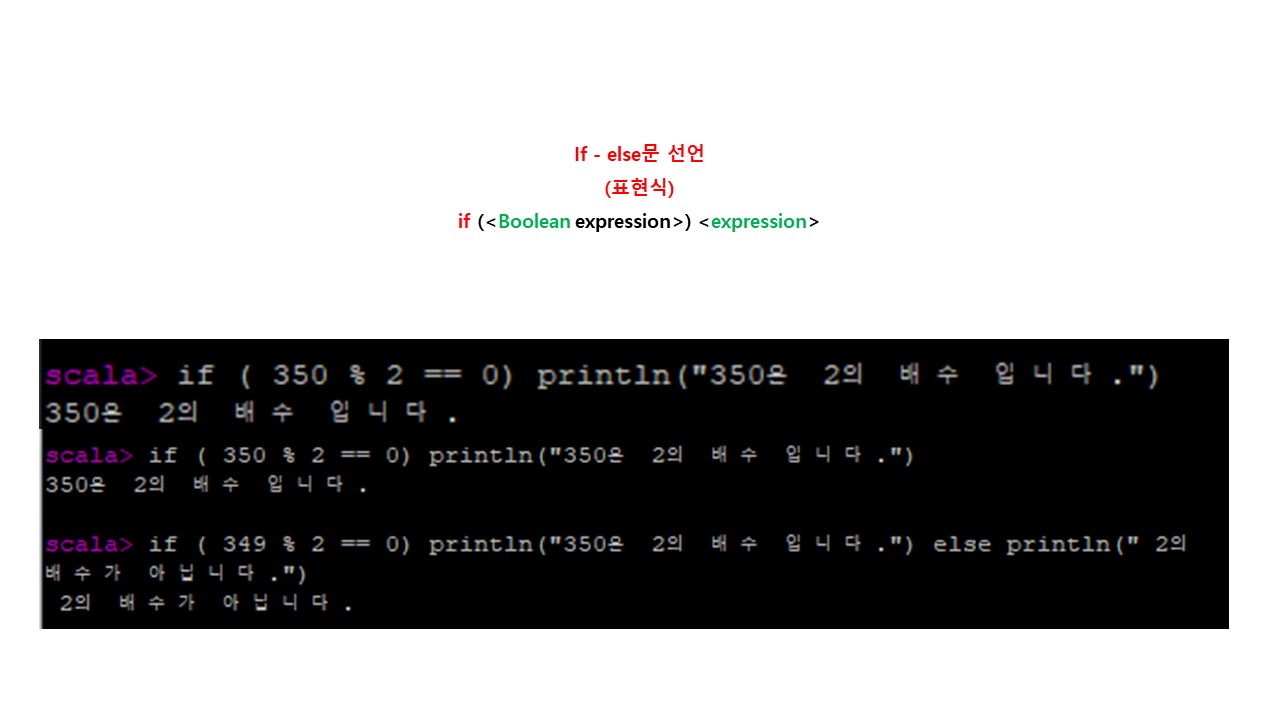 If - else문 선언
(표현식)
if (<Boolean expression>) <expression>
scala> if ( 350 % 2 == 0) println("350은 2의 배수 입니다.")
350은 2의 배수 입니다.
scala> if ( 350 % 2 == 0) println("350은 2의 배수 입니다.")
350은 2의 배수 입니다.
scala> if ( 349 % 2 == 0) println("350은 2의 배수 입니다.") else println(" 2의
배수가 아닙니다.")
2의 배수가 아닙니다.